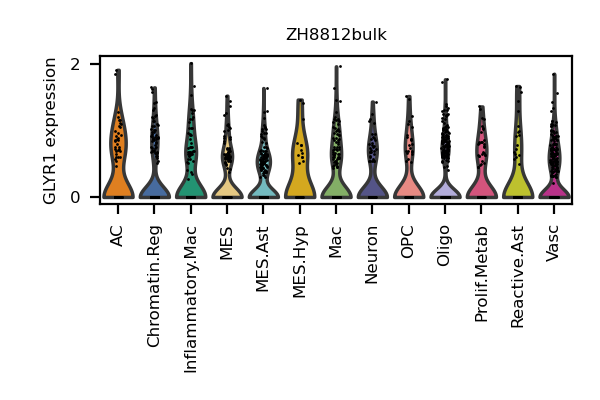 ZH8812bulk
GLYR1 expression
2
0
AC
Chromatin.Reg
Inflammatory.Mac
MES
MES.Ast
MES.Hyp
Mac
Neuron
OPC
Oligo
Prolif.Metab
Reactive.Ast
Vasc